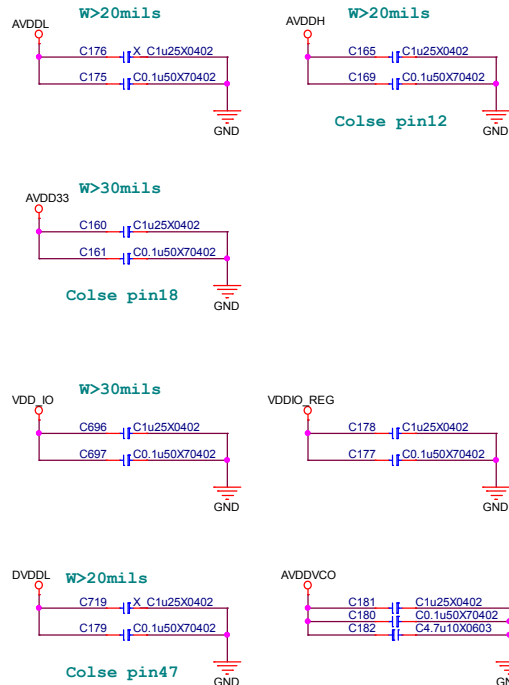 W>20mils
AVDDL
C176 X_C1u25X0402
C175 C0.1u50X70402
GND
W>20mils
AVDDH
C165 C1u25X0402
C169 C0.1u50X70402
Colse pin12
GND
W>30mils
AVDD33
C160 C1u25X0402
C161 C0.1u50X70402
Colse pin18
GND
W>30mils
VDD_IO
C696 C1u25X0402
C697 C0.1u50X70402
GND
VDDIO_REG
C178 C1u25X0402
C177 C0.1u50X70402
GND
DVDDL
W>20mils
C719 X_C1u25X0402
C179 C0.1u50X70402
Colse pin47
GND
AVDDVCO
C181 C1u25X0402
C180 C0.1u50X70402
C182 C4.7u10X0603